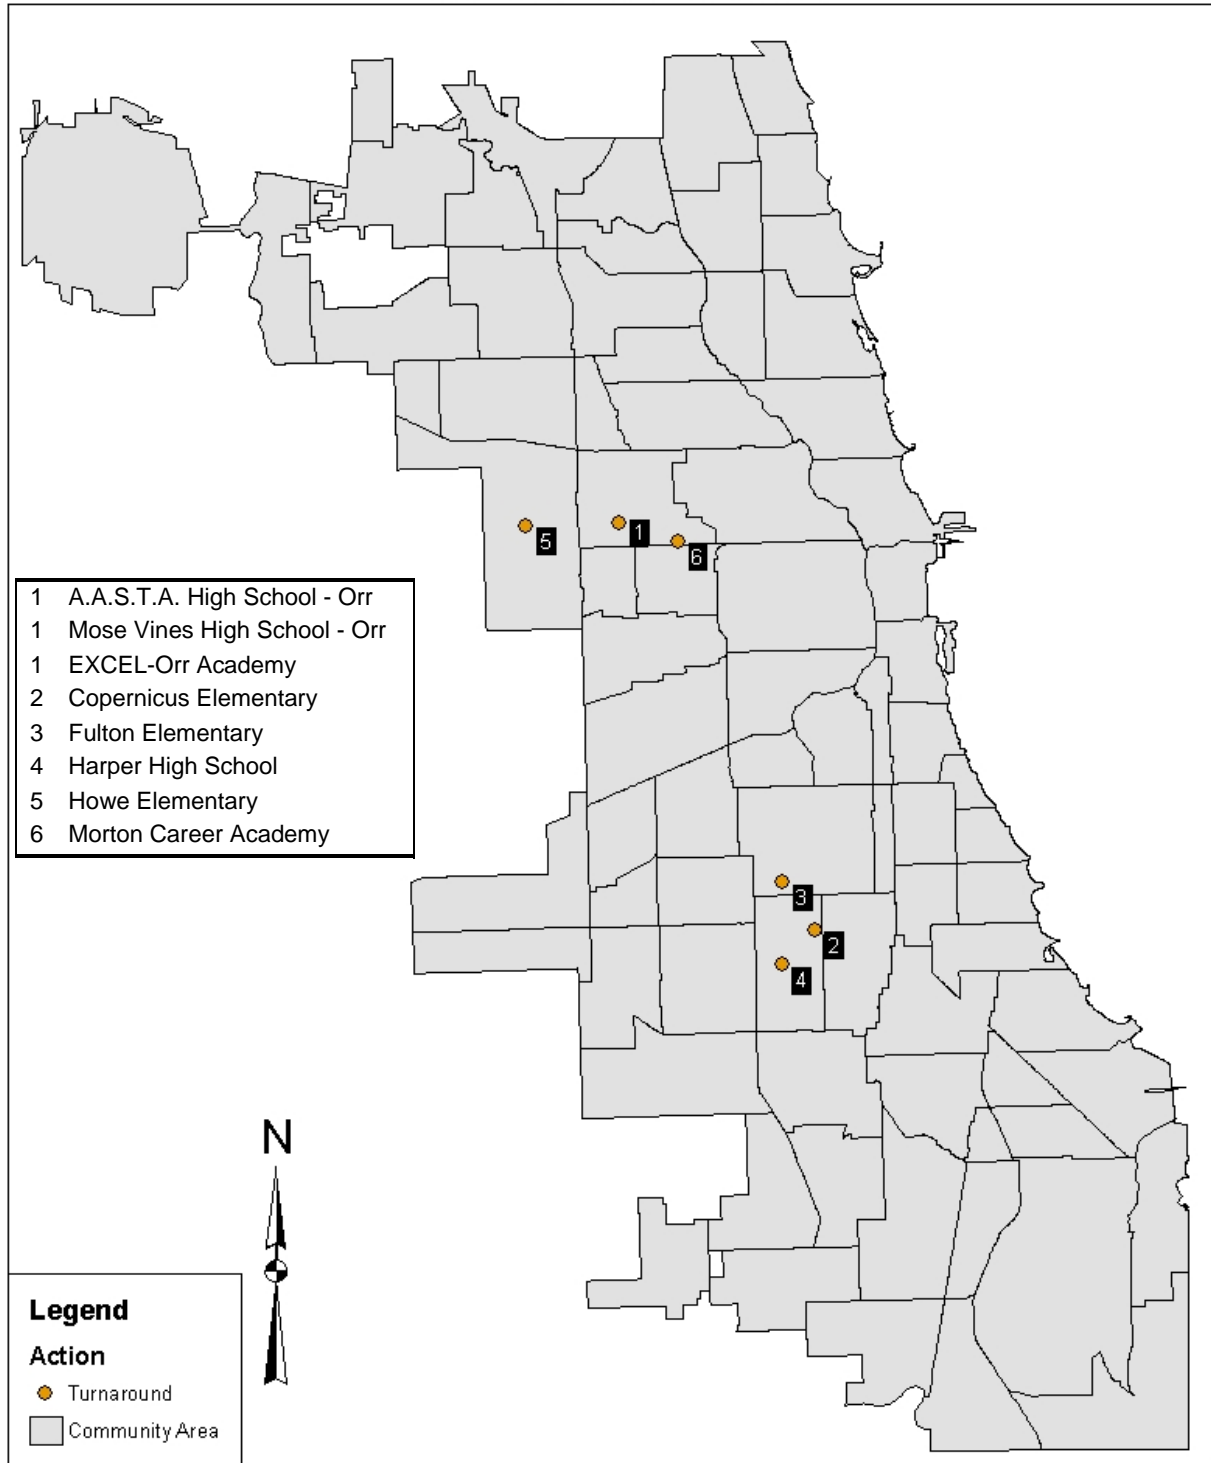 5
1
6
1 A.A.S.T.A. High School - Orr
1 Mose Vines High School - Orr
1 EXCEL-Orr Academy
2 Copernicus Elementary
3 Fulton Elementary
4 Harper High School
5 Howe Elementary
6 Morton Career Academy
3
2
4
N
Legend
Action
Turnaround
Community Area